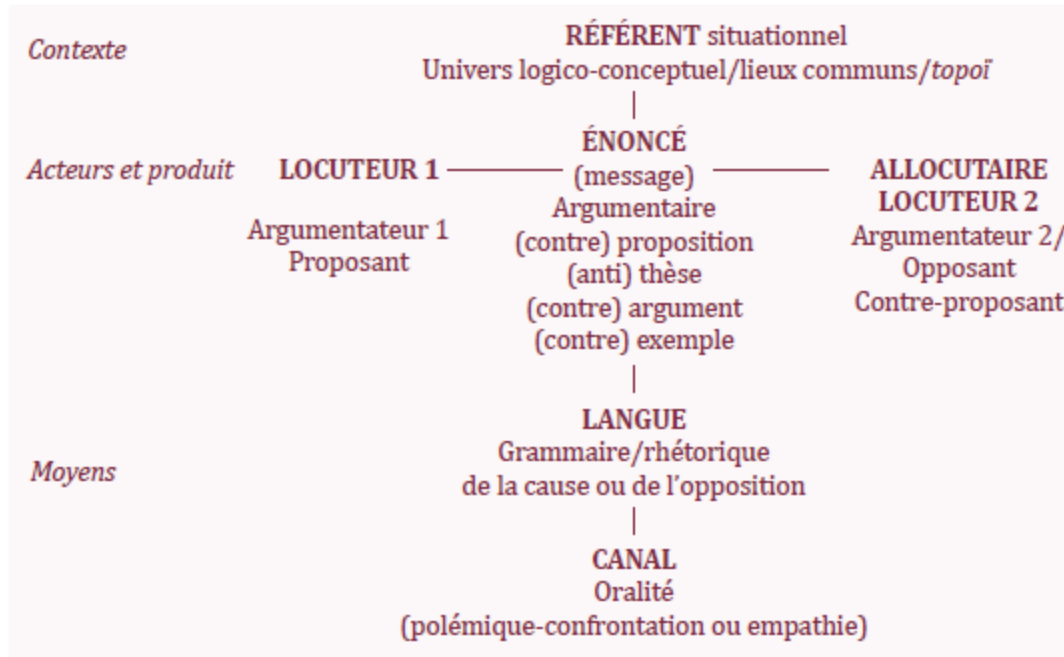 Contexte
RÉFÉRENT situationnel
Univers logico-conceptuel/lieux communs/topoï
Acteurs et produit
LOCUTEUR 1
Argumentateur 1
Proposant
ÉNONCÉ
(message)
Argumentaire
(contre) proposition
(anti) thèse
(contre) argument
(contre) exemple
ALLOCUTAIRE
LOCUTEUR 2
Argumentateur 2/
Opposant
Contre-proposant
Moyens
LANGUE
Grammaire/rhétorique
de la cause ou de l'opposition
CANAL
Oralité
(polémique-confrontation ou empathie)